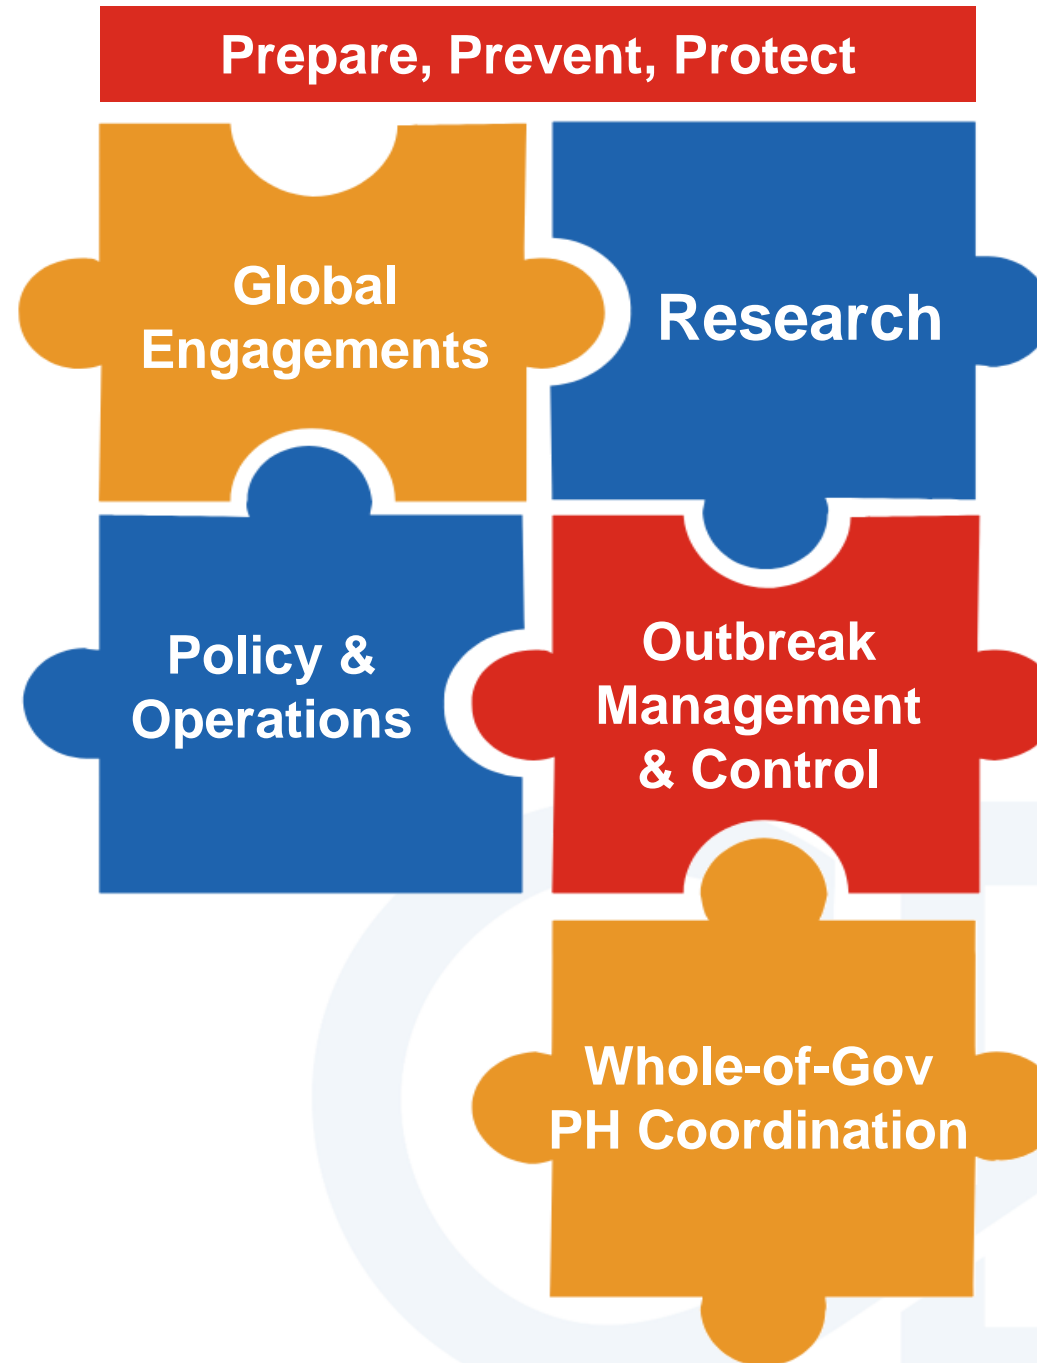 Prepare, Prevent, Protect
Global
Engagements
Research
Policy &
Operations
Outbreak
Management
& Control
Whole-of-Gov
PH Coordination